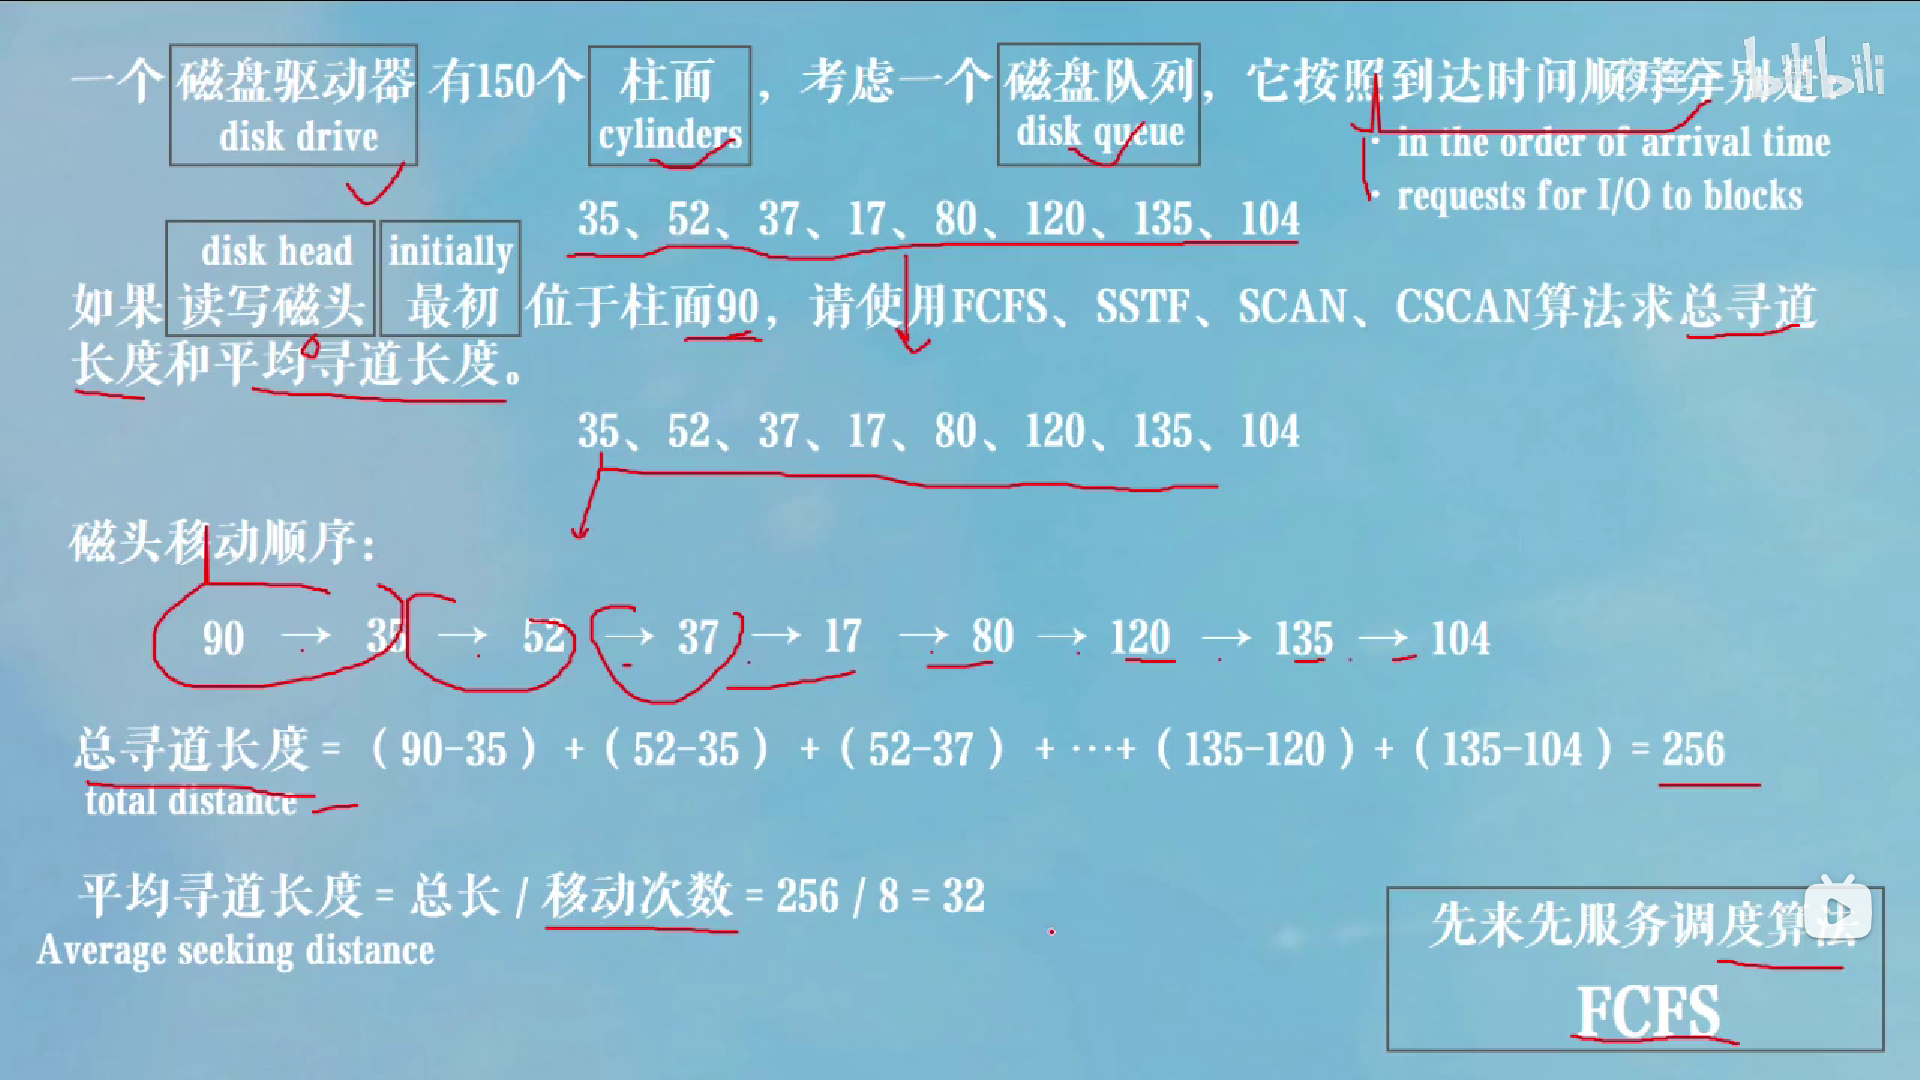 一个 磁盘驱动器 有150个 柱面 ，考虑一个 磁盘队列，它按照到达时间顺序分别是：
disk drive cylinders disk queue
· in the order of arrival time
· requests for I/O to blocks
35、52、37、17、80、120、135、104
disk head initially
如果 读写磁头 最初 位于柱面90，请使用FCFS、SSTF、SCAN、CSCAN算法求总寻道
长度和平均寻道长度。
35、52、37、17、80、120、135、104
磁头移动顺序：
90 → 35 → 52 → 37 → 17 → 80 → 120 → 135 → 104
总寻道长度 =（90-35）+（52-35）+（52-37）+ ···+（135-120）+（135-104）= 256
total distance
平均寻道长度 = 总长 / 移动次数 = 256 / 8 = 32
Average seeking distance
先来先服务调度算法
FCFS
bilibili